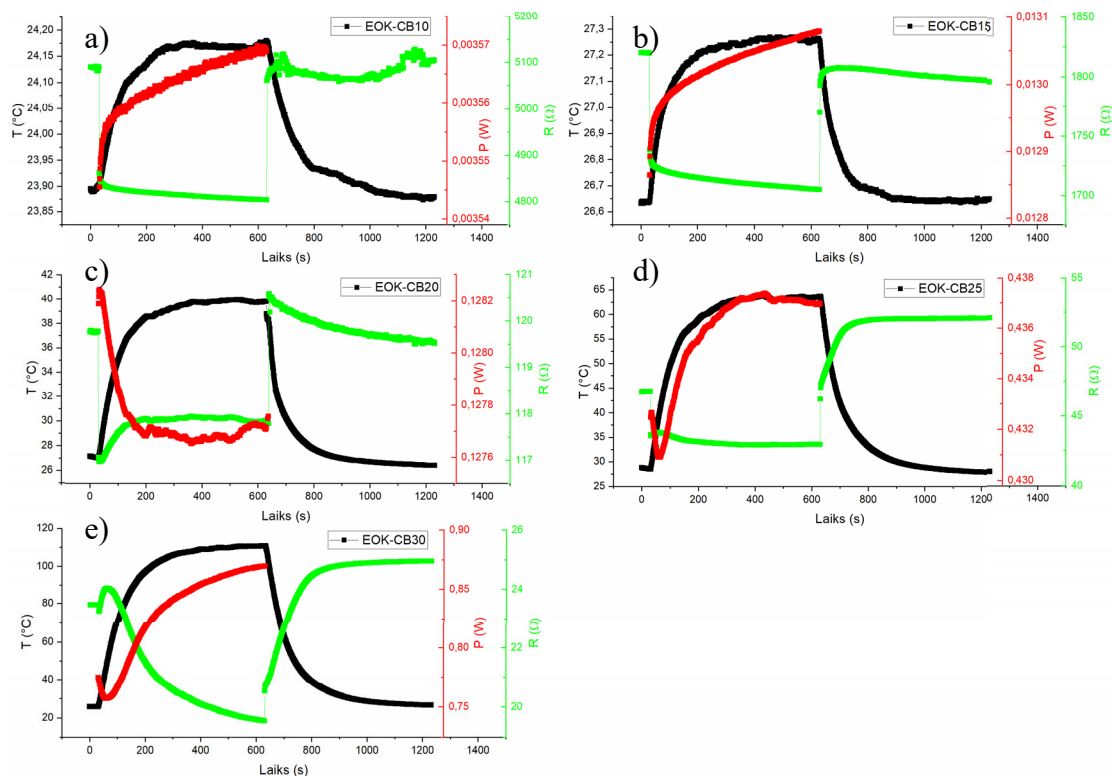 a)
EOK-CB10
T (°C)
24,20
24,15
24,10
24,05
24,00
23,95
23,90
23,85
P (W)
0,00357
0,00356
0,00355
0,00354
R (Ω)
5200
5100
5000
4900
4800
0 200 400 600 800 1000 1200 1400
Laiks (s)
b)
EOK-CB15
T (°C)
27,3
27,2
27,1
27,0
26,9
26,8
26,7
26,6
P (W)
0,0131
0,0130
0,0129
0,0128
R (Ω)
1850
1800
1750
1700
0 200 400 600 800 1000 1200 1400
Laiks (s)
c)
EOK-CB20
T (°C)
42
40
38
36
34
32
30
28
26
P (W)
0,1282
0,1280
0,1277
0,1276
R (Ω)
121
120
119
118
117
0 200 400 600 800 1000 1200 1400
Laiks (s)
d)
EOK-CB25
T (°C)
65
60
55
50
45
40
35
30
25
P (W)
0,438
0,436
0,434
0,432
0,430
R (Ω)
55
52
49
46
43
40
0 200 400 600 800 1000 1200 1400
Laiks (s)
e)
EOK-CB30
T (°C)
120
100
80
60
40
20
P (W)
0,90
0,85
0,80
0,75
R (Ω)
26
24
22
20
0 200 400 600 800 1000 1200 1400
Laiks (s)